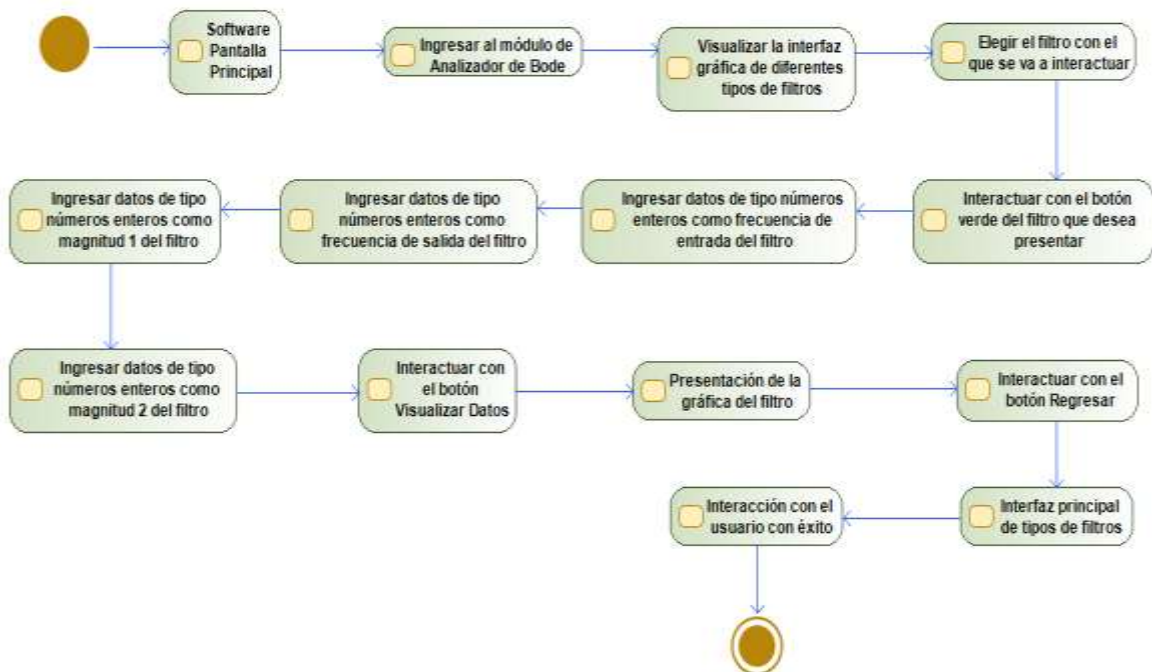 Software
Pantalla
Principal
Ingresar al módulo de
Analizador de Bode
Visualizar la interfaz
gráfica de diferentes
tipos de filtros
Elegir el filtro con el
que se va a interactuar
Interactuar con el botón
verde del filtro que desea
presentar
Ingresar datos de tipo números
enteros como frecuencia de
entrada del filtro
Ingresar datos de tipo
números enteros como
frecuencia de salida del filtro
Ingresar datos de tipo
números enteros como
magnitud 1 del filtro
Ingresar datos de tipo
números enteros como
magnitud 2 del filtro
Interactuar con
el botón
Visualizar Datos
Presentación de la
gráfica del filtro
Interactuar con el
botón Regresar
Interfaz principal
de tipos de filtros
Interacción con el
usuario con éxito